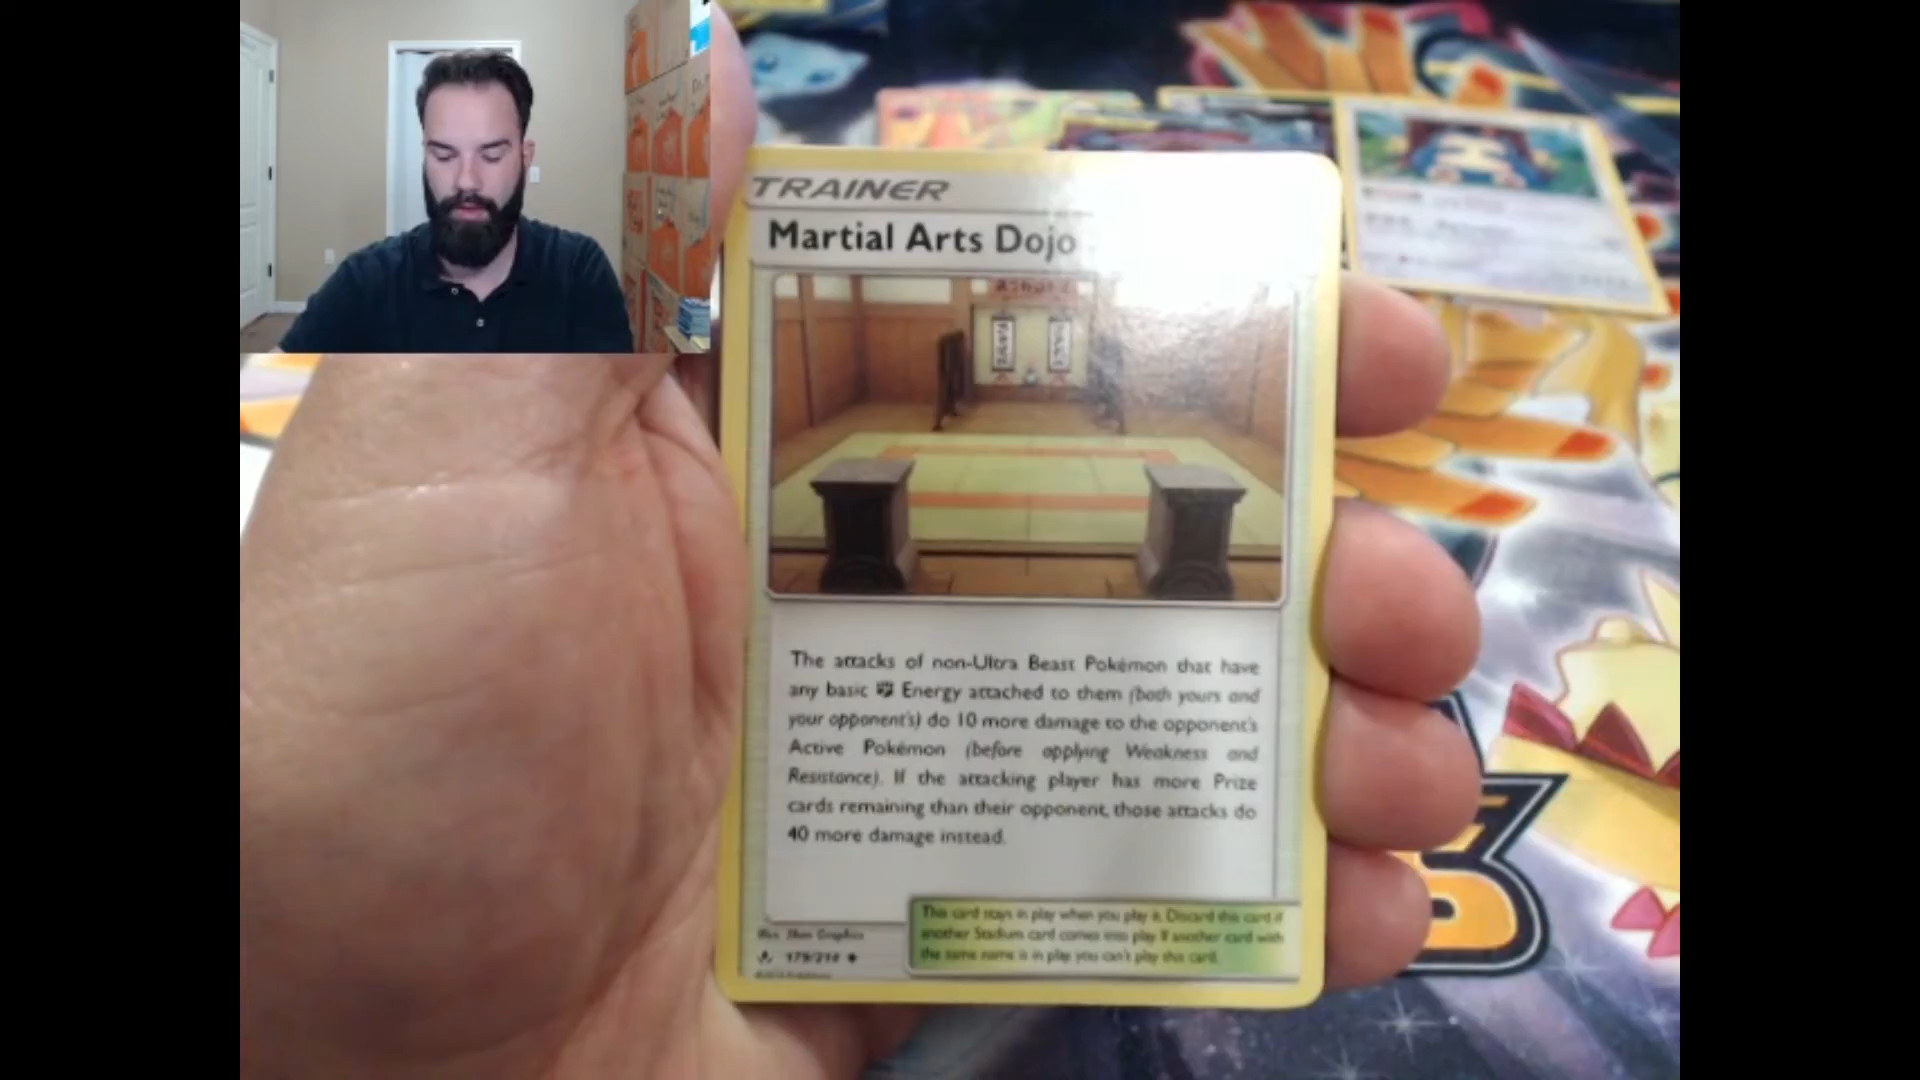 TRAINER
Martial Arts Dojo
The attacks of non-Ultra Beast Pokémon that have
any basic Energy attached to them (both yours and
your opponent's) do 10 more damage to the opponent's
Active Pokémon (before applying Weakness and
Resistance). If the attacking player has more Prize
cards remaining than their opponent, those attacks do
40 more damage instead.
This card stays in play when you play it. Discard this card if
another Stadium card comes into play. If another card with
the same name is in play, you can't play this card.
179/214